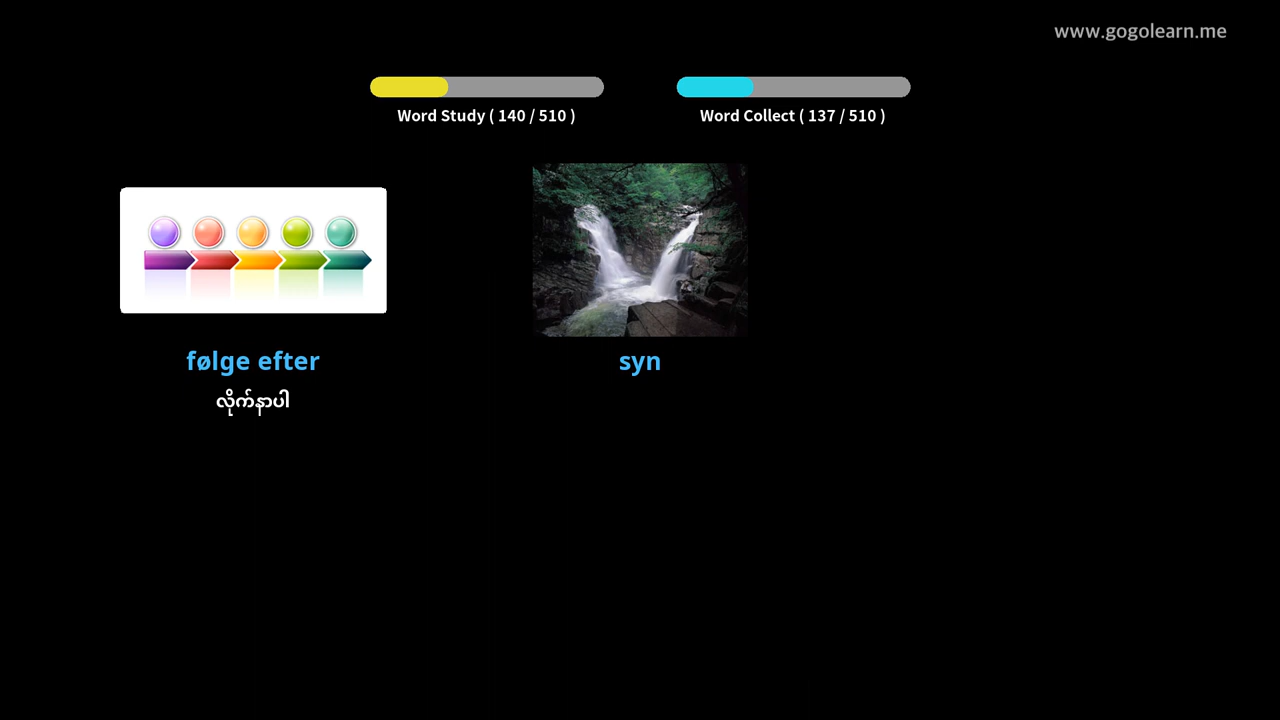 www.gogolearn.me
Word Study ( 140 / 510 )
Word Collect ( 137 / 510 )
følge efter
လိုက်နာပါ
syn